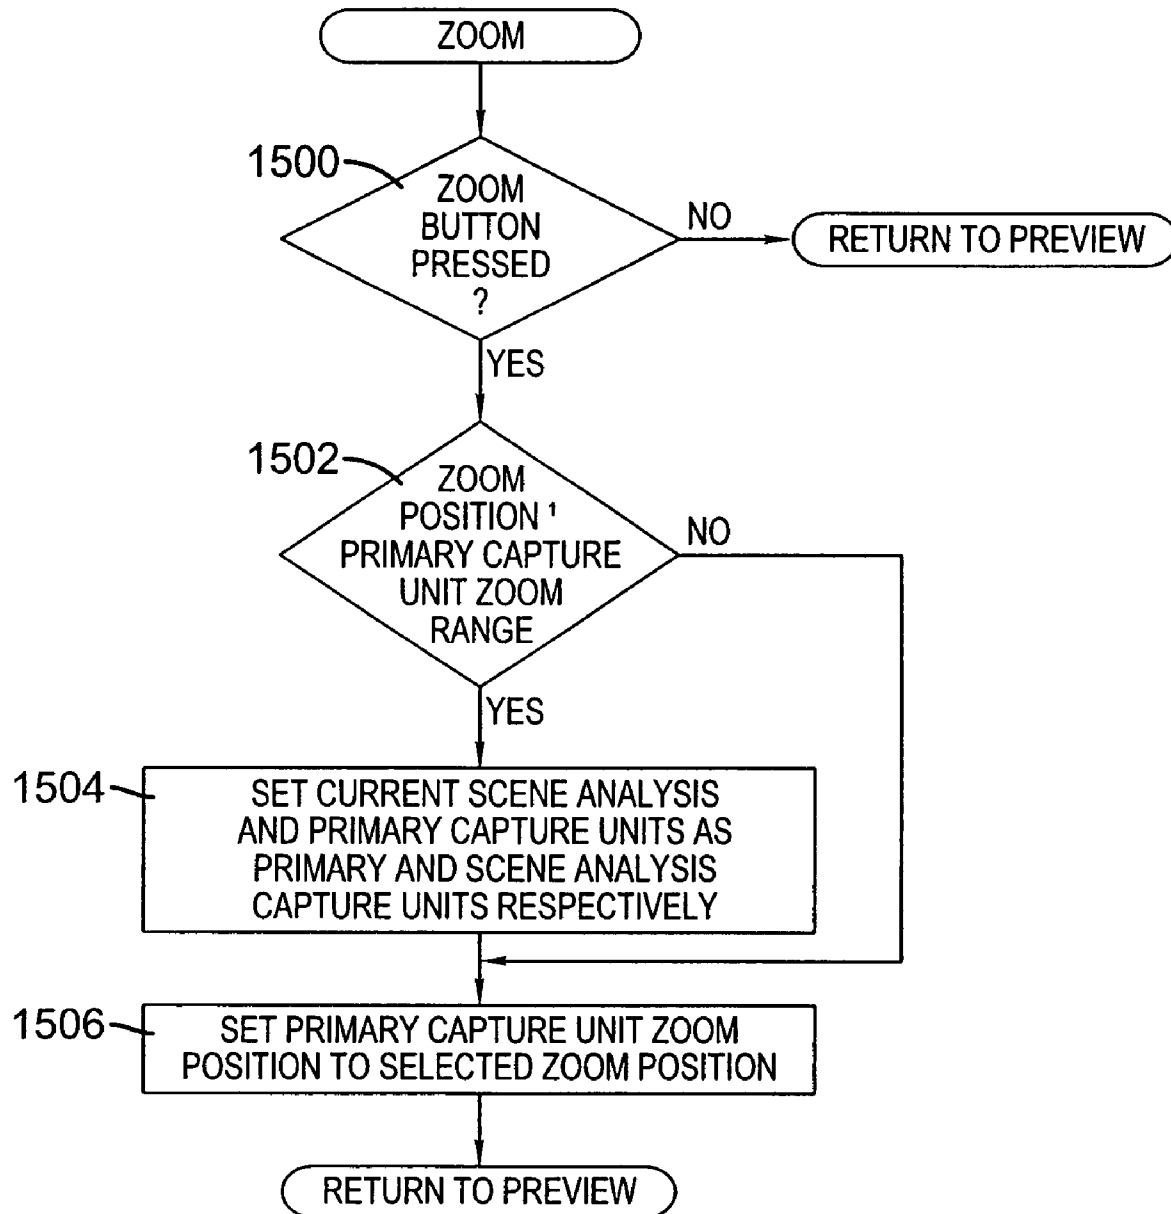 ZOOM
1500
ZOOM
BUTTON
PRESSED
?
NO
RETURN TO PREVIEW
YES
1502
ZOOM
POSITION ¹
PRIMARY CAPTURE
UNIT ZOOM
RANGE
NO
YES
1504
SET CURRENT SCENE ANALYSIS
AND PRIMARY CAPTURE UNITS AS
PRIMARY AND SCENE ANALYSIS
CAPTURE UNITS RESPECTIVELY
1506
SET PRIMARY CAPTURE UNIT ZOOM
POSITION TO SELECTED ZOOM POSITION
RETURN TO PREVIEW